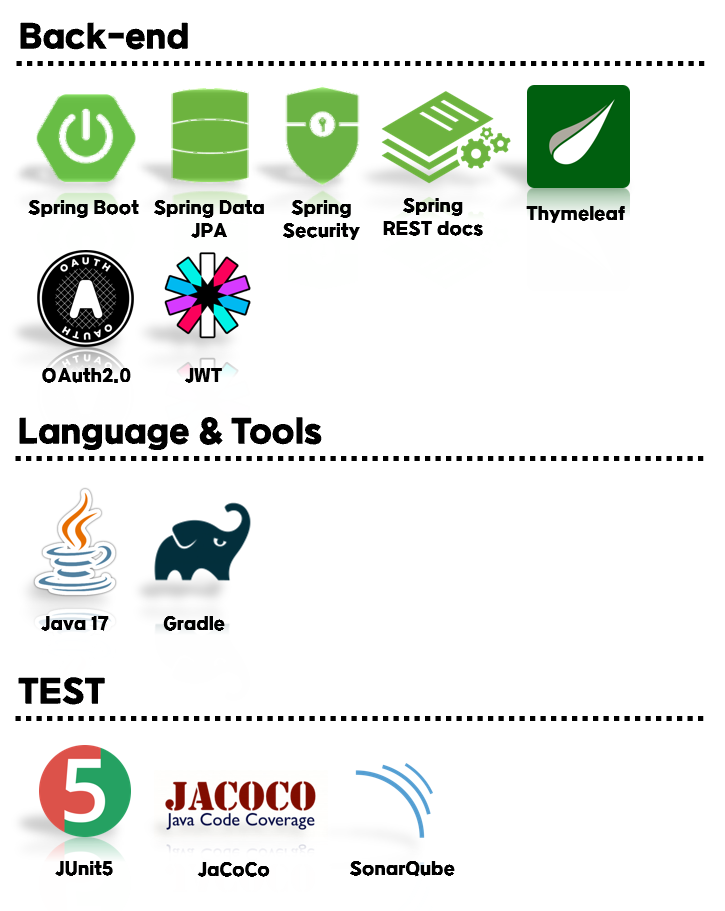 Back-end
Spring Boot
Spring Data
JPA
Spring
Security
Spring
REST docs
Thymeleaf
OAUTH
A
OAUTH
OAuth2.0
JWT
Language & Tools
Java 17
Gradle
TEST
5
JUnit5
JACOCO
Java Code Coverage
JaCoCo
SonarQube